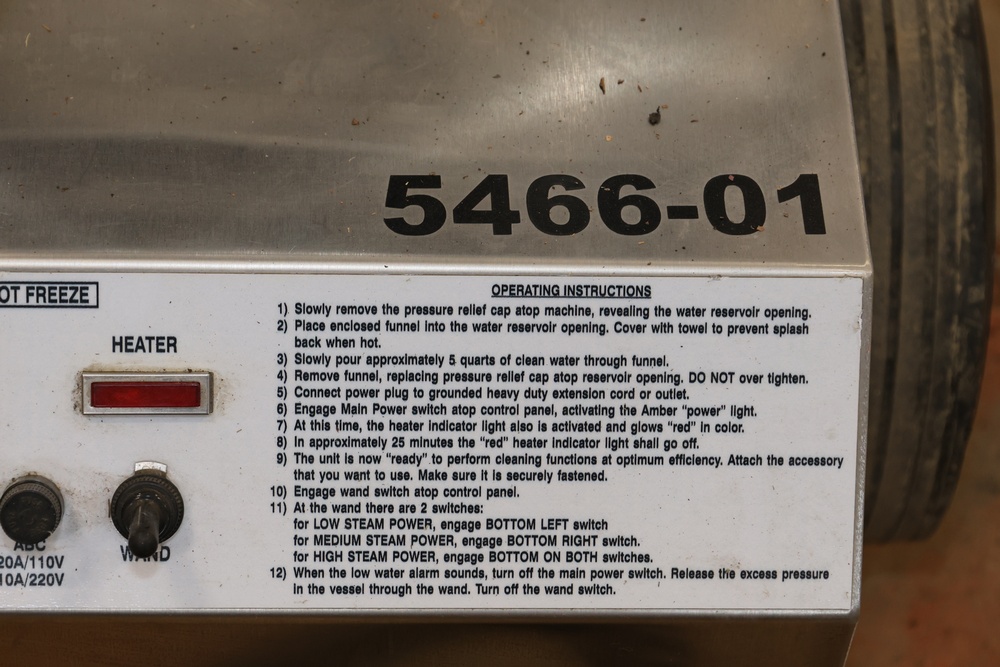 5466-01
OT FREEZE
HEATER
ABC
20A/110V
10A/220V
WAND
OPERATING INSTRUCTIONS
1) Slowly remove the pressure relief cap atop machine, revealing the water reservoir opening.
2) Place enclosed funnel into the water reservoir opening. Cover with towel to prevent splash
back when hot.
3) Slowly pour approximately 5 quarts of clean water through funnel.
4) Remove funnel, replacing pressure relief cap atop reservoir opening. DO NOT over tighten.
5) Connect power plug to grounded heavy duty extension cord or outlet.
6) Engage Main Power switch atop control panel, activating the Amber "power" light.
7) At this time, the heater indicator light also is activated and glows "red" in color.
8) In approximately 25 minutes the "red" heater indicator light shall go off.
9) The unit is now "ready" to perform cleaning functions at optimum efficiency. Attach the accessory
that you want to use. Make sure it is securely fastened.
10) Engage wand switch atop control panel.
11) At the wand there are 2 switches:
for LOW STEAM POWER, engage BOTTOM LEFT switch
for MEDIUM STEAM POWER, engage BOTTOM RIGHT switch.
for HIGH STEAM POWER, engage BOTTOM ON BOTH switches.
12) When the low water alarm sounds, turn off the main power switch. Release the excess pressure
in the vessel through the wand. Turn off the wand switch.